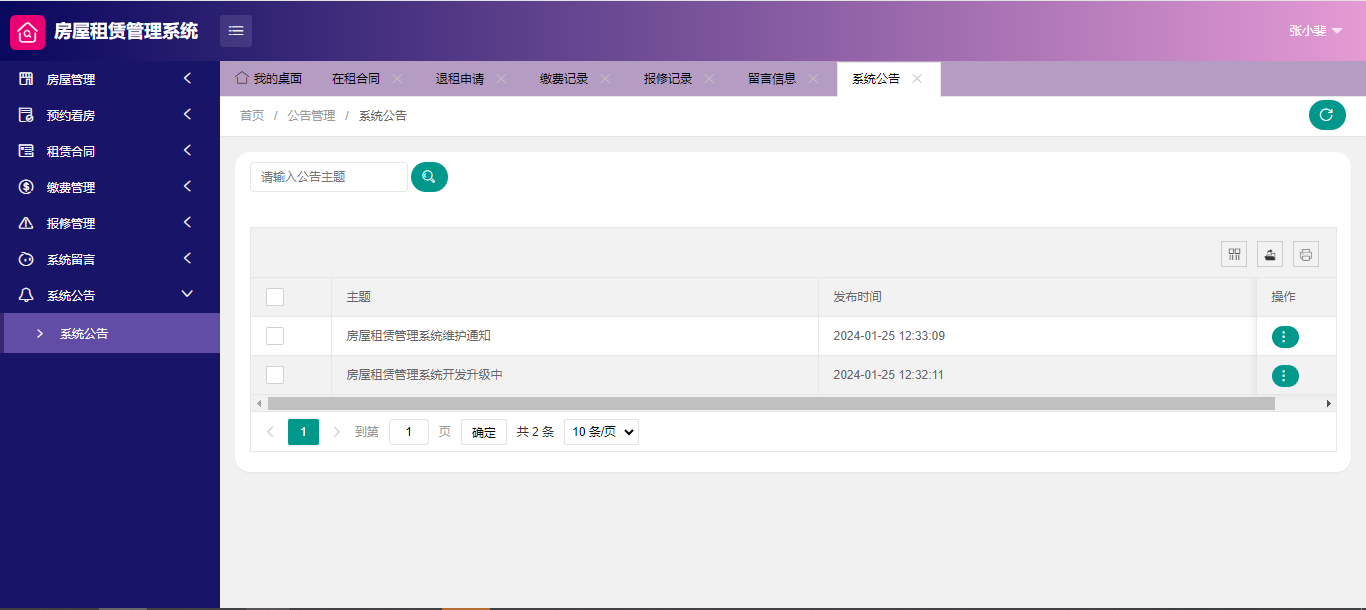 房屋租赁管理系统
张小斐
房屋管理
预约看房
租赁合同
缴费管理
报修管理
系统留言
系统公告
系统公告
我的桌面 在租合同 退租申请 缴费记录 报修记录 留言信息 系统公告
首页 / 公告管理 / 系统公告
请输入公告主题
主题 发布时间 操作
房屋租赁管理系统维护通知 2024-01-25 12:33:09
房屋租赁管理系统开发升级中 2024-01-25 12:32:11
1 到第 1 页 确定 共 2 条 10 条/页